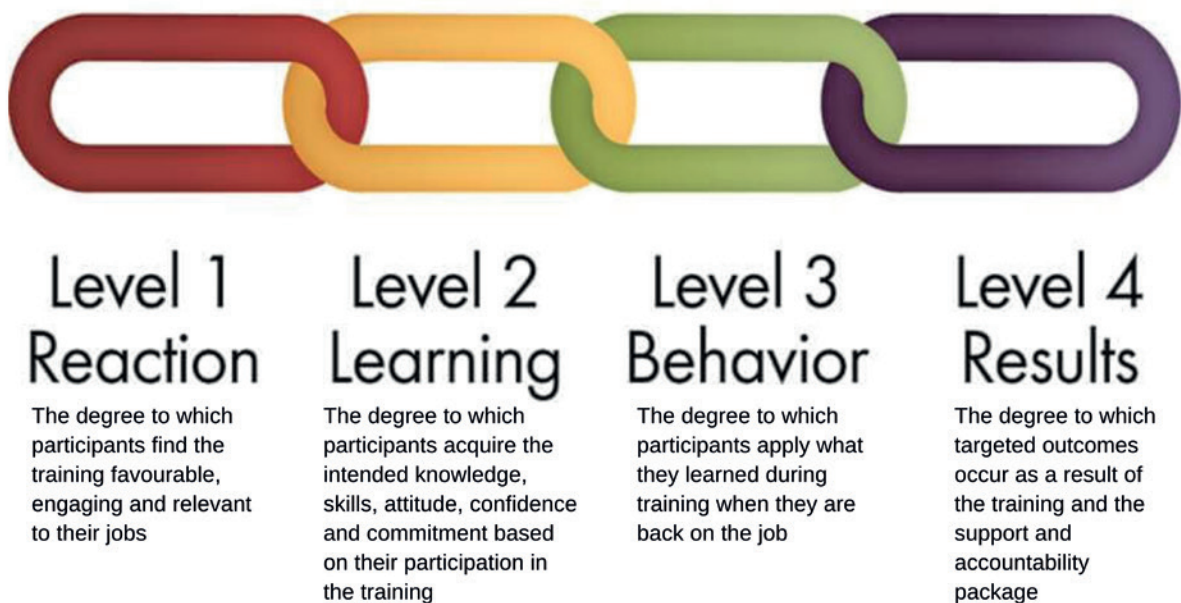 Level 1
Reaction
The degree to which
participants find the
training favourable,
engaging and relevant
to their jobs
Level 2
Learning
The degree to which
participants acquire the
intended knowledge,
skills, attitude, confidence
and commitment based
on their participation in
the training
Level 3
Behavior
The degree to which
participants apply what
they learned during
training when they are
back on the job
Level 4
Results
The degree to which
targeted outcomes
occur as a result of
the training and the
support and
accountability
package